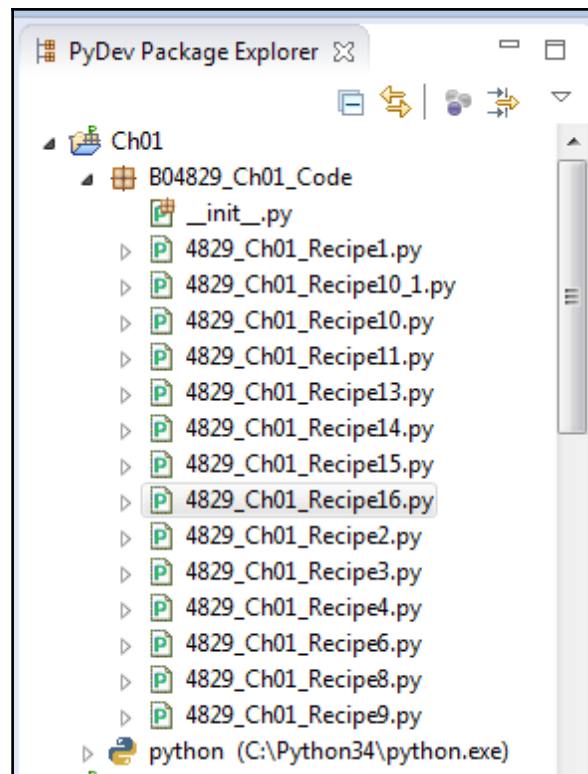 PyDev Package Explorer
Ch01
B04829_Ch01_Code
__init__.py
4829_Ch01_Recipe1.py
4829_Ch01_Recipe10_1.py
4829_Ch01_Recipe10.py
4829_Ch01_Recipe11.py
4829_Ch01_Recipe13.py
4829_Ch01_Recipe14.py
4829_Ch01_Recipe15.py
4829_Ch01_Recipe16.py
4829_Ch01_Recipe2.py
4829_Ch01_Recipe3.py
4829_Ch01_Recipe4.py
4829_Ch01_Recipe6.py
4829_Ch01_Recipe8.py
4829_Ch01_Recipe9.py
python (C:\Python34\python.exe)